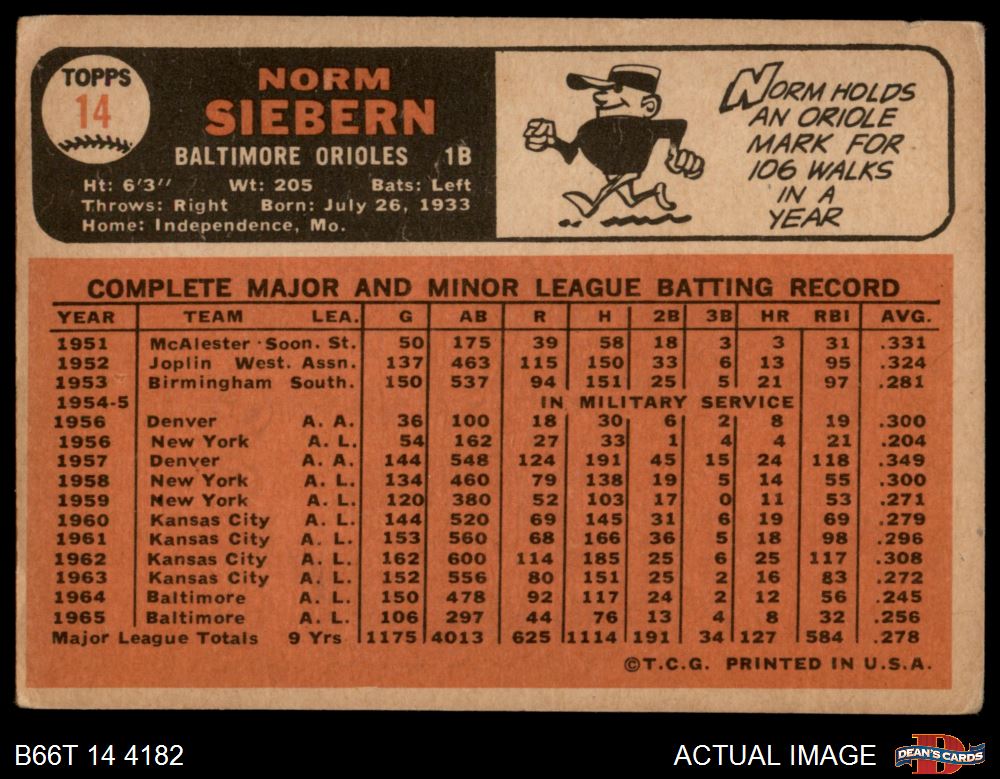 TOPPS
14
NORM
SIEBERN
BALTIMORE ORIOLES 1B
Ht: 6'3" Wt: 205 Bats: Left
Throws: Right Born: July 26, 1933
Home: Independence, Mo.
NORM HOLDS
AN ORIOLE
MARK FOR
106 WALKS
IN A
YEAR
COMPLETE MAJOR AND MINOR LEAGUE BATTING RECORD
YEAR TEAM LEA. G AB R H 2B 3B HR RBI AVG.
1951 McAlester Soon. St. 50 175 39 58 18 3 3 31 .331
1952 Joplin West. Assn. 137 463 115 150 33 6 13 95 .324
1953 Birmingham South. 150 537 94 151 25 5 21 97 .281
1954-5 IN MILITARY SERVICE
1956 Denver A. A. 36 100 18 30 6 2 8 19 .300
1956 New York A. L. 54 162 27 33 1 4 4 21 .204
1957 Denver A. A. 144 548 124 191 45 15 24 118 .349
1958 New York A. L. 134 460 79 138 19 5 14 55 .300
1959 New York A. L. 120 380 52 103 17 0 11 53 .271
1960 Kansas City A. L. 144 520 69 145 31 6 19 69 .279
1961 Kansas City A. L. 153 560 68 166 36 5 18 98 .296
1962 Kansas City A. L. 162 600 114 185 25 6 25 117 .308
1963 Kansas City A. L. 152 556 80 151 25 2 16 83 .272
1964 Baltimore A. L. 150 478 92 117 24 2 12 56 .245
1965 Baltimore A. L. 106 297 44 76 13 4 8 32 .256
Major League Totals 9 Yrs 1175 4013 625 1114 191 34 127 584 .278
©T.C.G. PRINTED IN U.S.A.
B66T 14 4182
ACTUAL IMAGE
DEAN'S CARDS